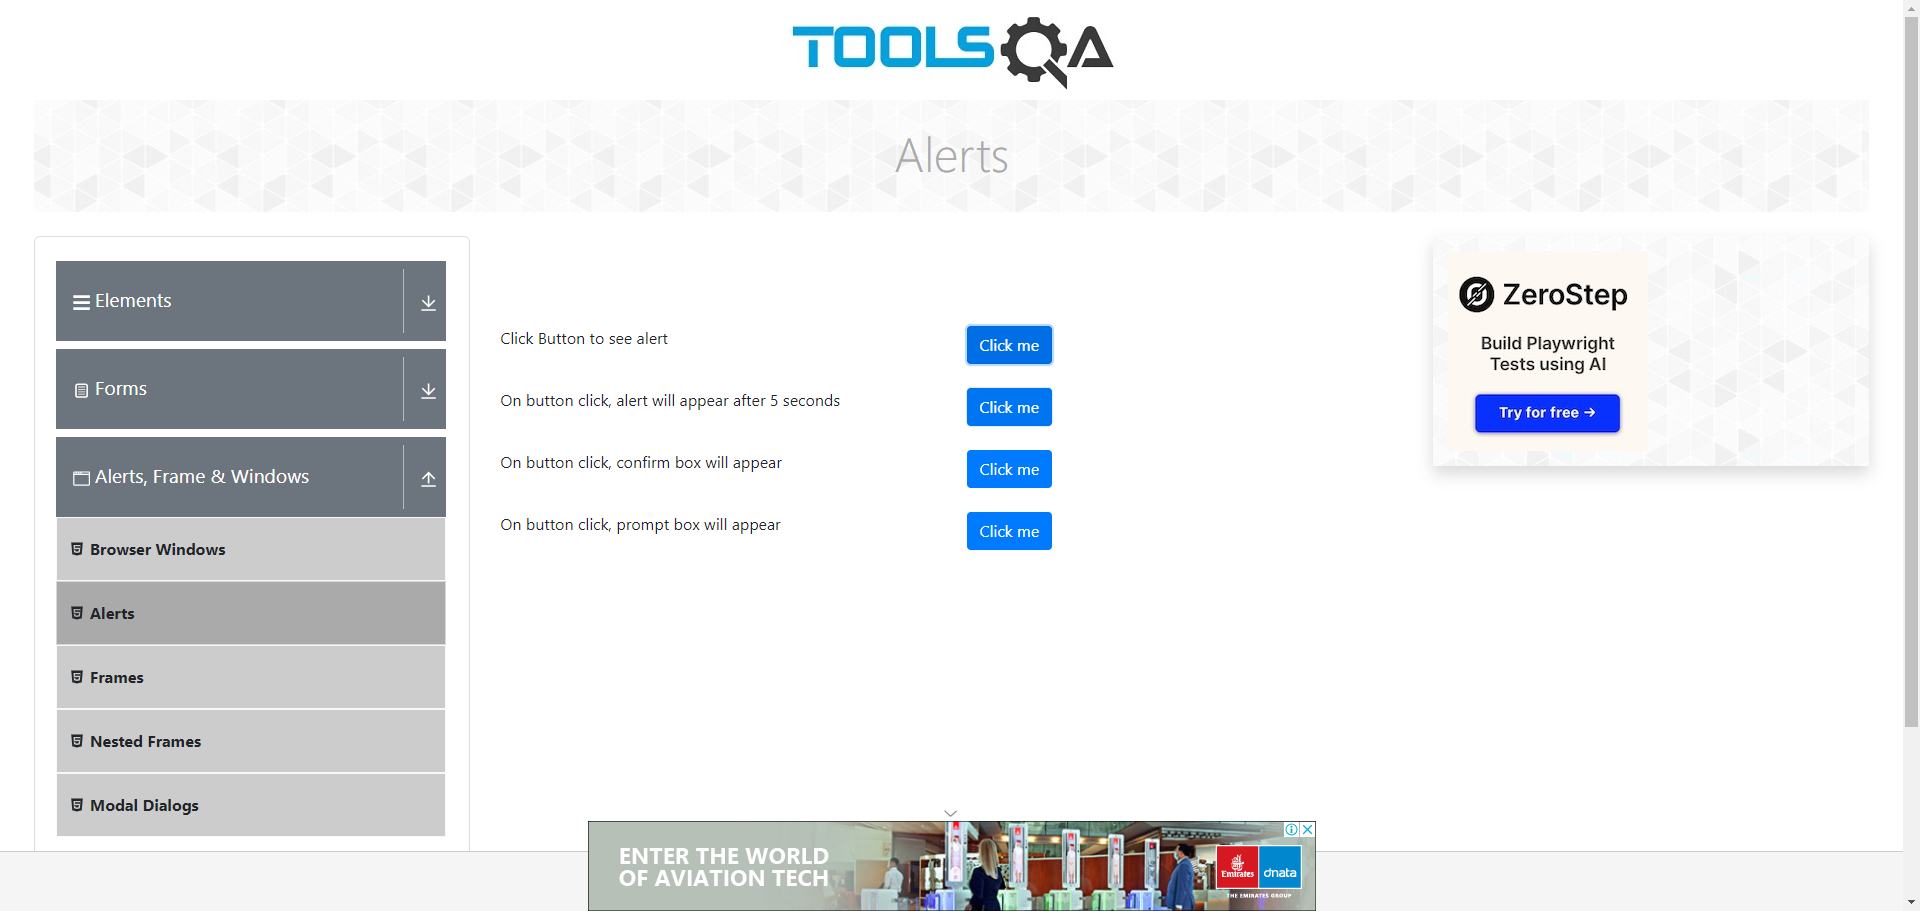 TOOLSQA
Alerts
Elements
Forms
Alerts, Frame & Windows
Browser Windows
Alerts
Frames
Nested Frames
Modal Dialogs
Click Button to see alert
Click me
On button click, alert will appear after 5 seconds
Click me
On button click, confirm box will appear
Click me
On button click, prompt box will appear
Click me
ZeroStep
Build Playwright
Tests using AI
Try for free →
ENTER THE WORLD
OF AVIATION TECH
Emirates
dnata
THE EMIRATES GROUP